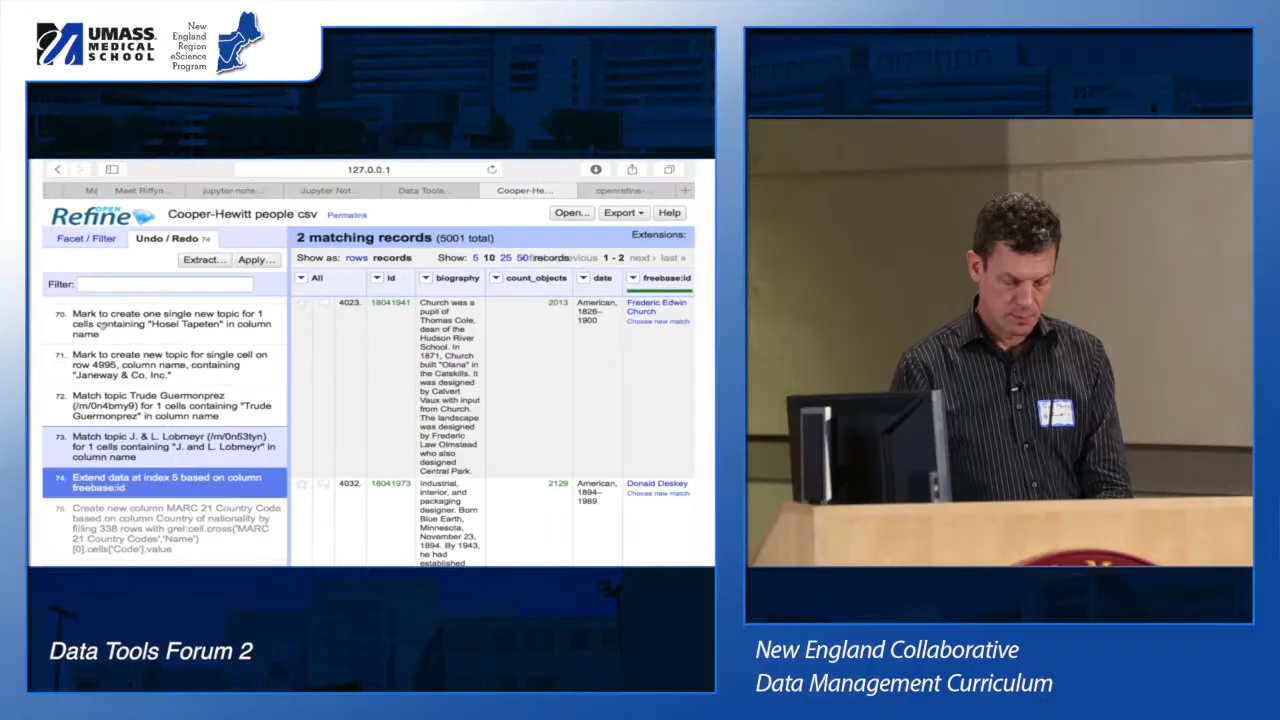 UMASS
MEDICAL
SCHOOL
New
England
Region
eScience
Program
127.0.0.1
Meet Riffyn...
jupyter-note...
Jupyter Not...
Data Tools...
Cooper-He...
openrefine-...
+
OPEN
Refine
Cooper-Hewitt people csv Permalink
Open... Export Help
Facet / Filter Undo / Redo 74
2 matching records (5001 total)
Extensions:
Extract... Apply...
Show as: rows records Show: 5 10 25 50 records 1 - 2 next › last »
Filter:
All id biography count_objects date freebase:id
70. Mark to create one single new topic for 1
cells containing "Hosel Tapeten" in column
name
71. Mark to create new topic for single cell on
row 4995, column name, containing
"Janeway & Co. Inc."
72. Match topic Trude Guermonprez
(/m/0n4bmy9) for 1 cells containing "Trude
Guermonprez" in column name
73. Match topic J. & L. Lobmeyr (/m/0n53tyn)
for 1 cells containing "J. and L. Lobmeyr" in
column name
74. Extend data at index 5 based on column
freebase:id
75. Create new column MARC 21 Country Code
based on column Country of nationality by
filling 338 rows with grel:cell.cross('MARC
21 Country Codes','Name')
[0].cells['Code'].value
4023. 18041941
Church was a
pupil of
Thomas Cole,
dean of the
Hudson River
School. In
1871, Church
built "Olana" in
the Catskills. It
was designed
by Calvert
Vaux with input
from Church.
The landscape
was designed
by Frederic
Law Olmstead
who also
designed
Central Park.
2013
American,
1826–
1900
Frederic Edwin
Church
Choose new match
4032. 18041973
Industrial,
interior, and
packaging
designer. Born
Blue Earth,
Minnesota,
November 23,
1894. By 1943,
he had
established
2129
American,
1894–
1989
Donald Deskey
Choose new match
Data Tools Forum 2
New England Collaborative
Data Management Curriculum